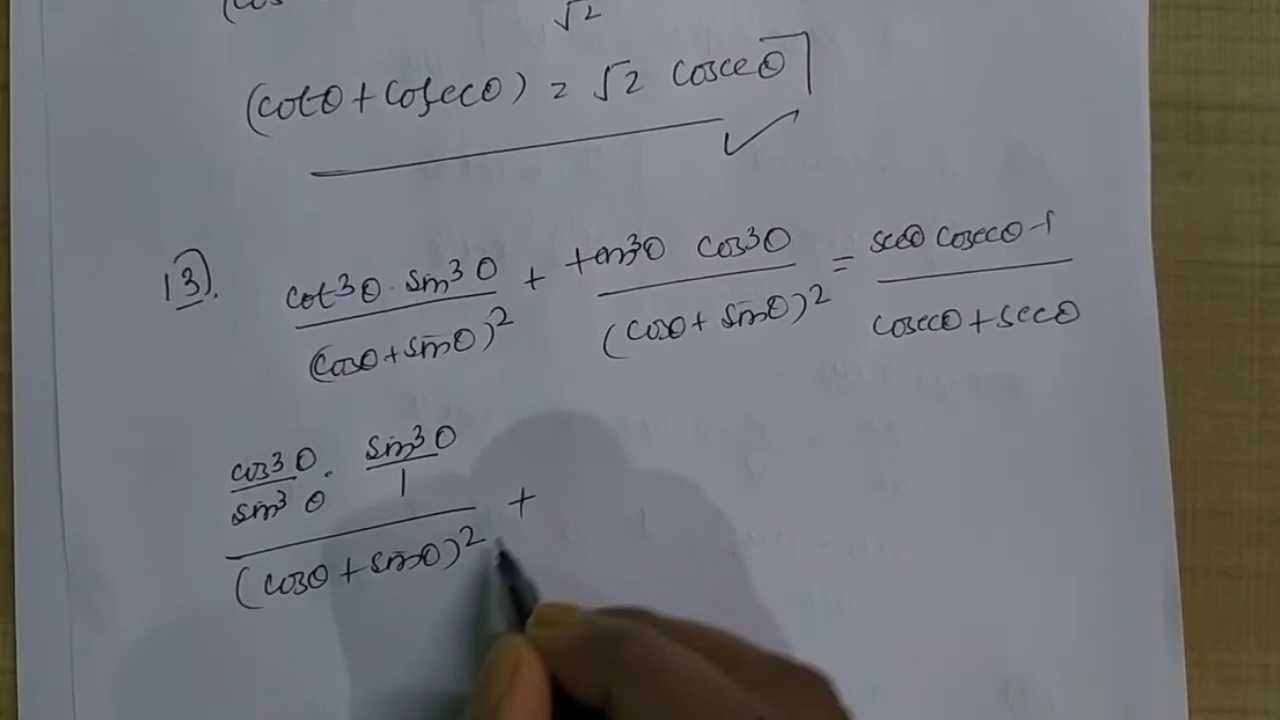 √2
(cotθ + cosecθ) = √2 cosecθ
13). cot³θ · sin³θ / (cosθ + sinθ)² + tan³θ cos³θ / (cosθ + sinθ)² = secθ cosecθ - 1 / cosecθ + secθ
cos³θ / sin³θ · sin³θ / 1 / (cosθ + sinθ)² +